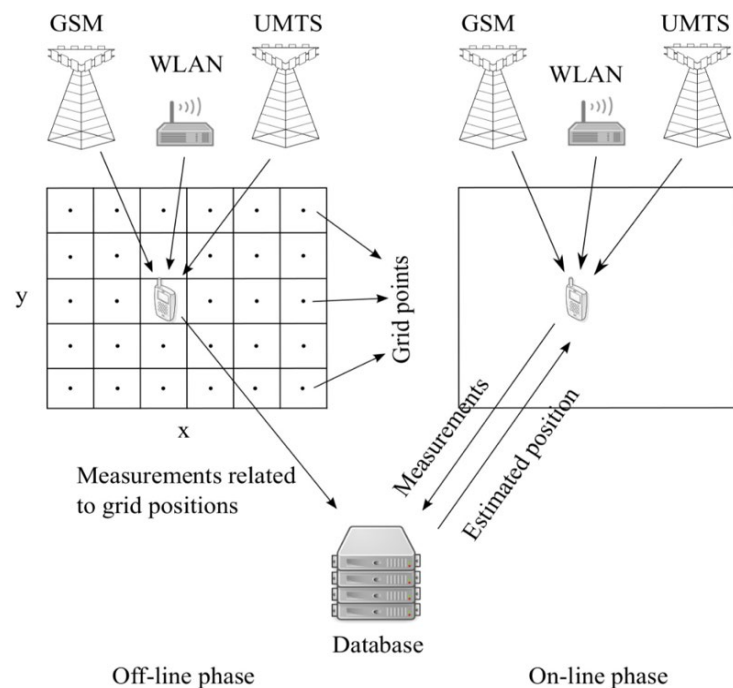 GSM
UMTS
WLAN
GSM
UMTS
WLAN
y
x
Grid points
Measurements related
to grid positions
Measurements
Estimated position
Database
Off-line phase
On-line phase